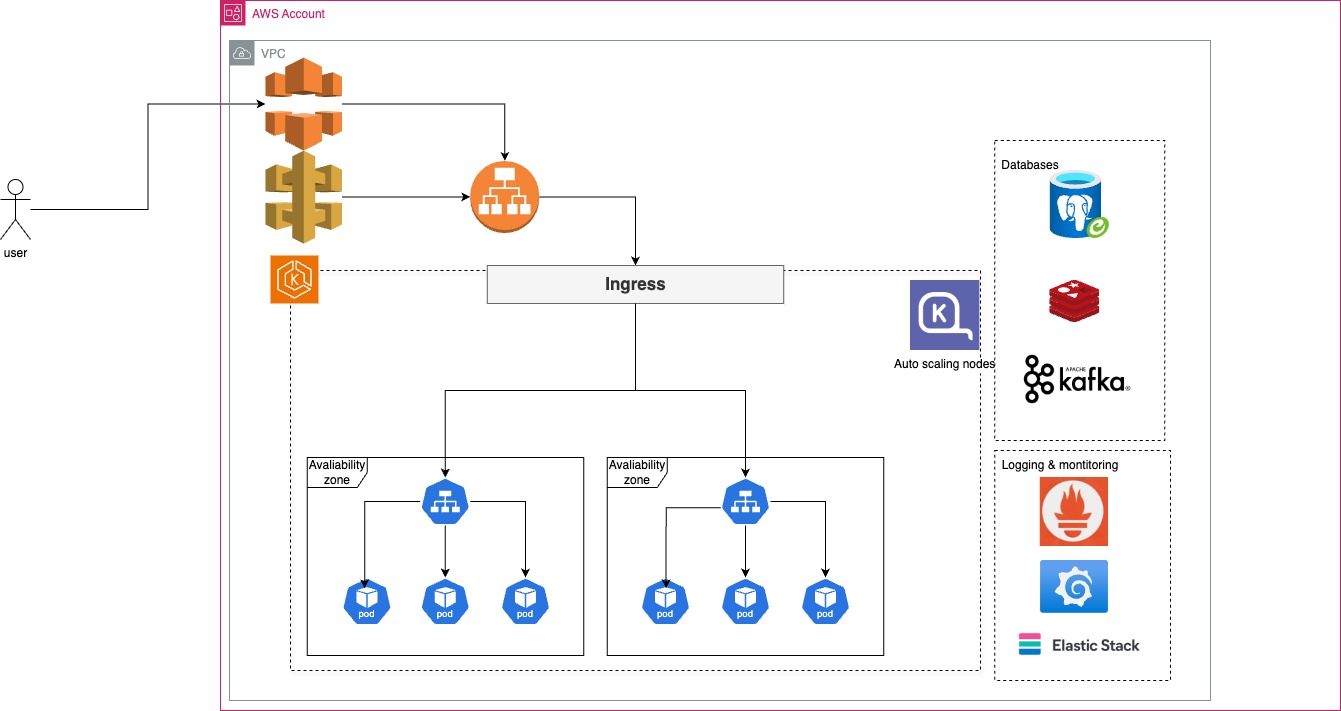 AWS Account
VPC
user
Databases
Ingress
K
K
Auto scaling nodes
APACHE
kafka®
Avaliability
zone
Avaliability
zone
Logging & montitoring
pod
pod
pod
pod
pod
pod
Elastic Stack